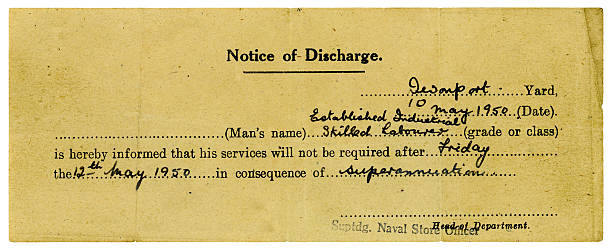 Notice of Discharge.
Devonport Yard,
10 May 1950 (Date).
Established Industrial
(Man's name) Skilled Labourer (grade or class)
is hereby informed that his services will not be required after Friday
the 12th May 1950 in consequence of superannuation
Suptdg. Naval Store Officer Head of Department.